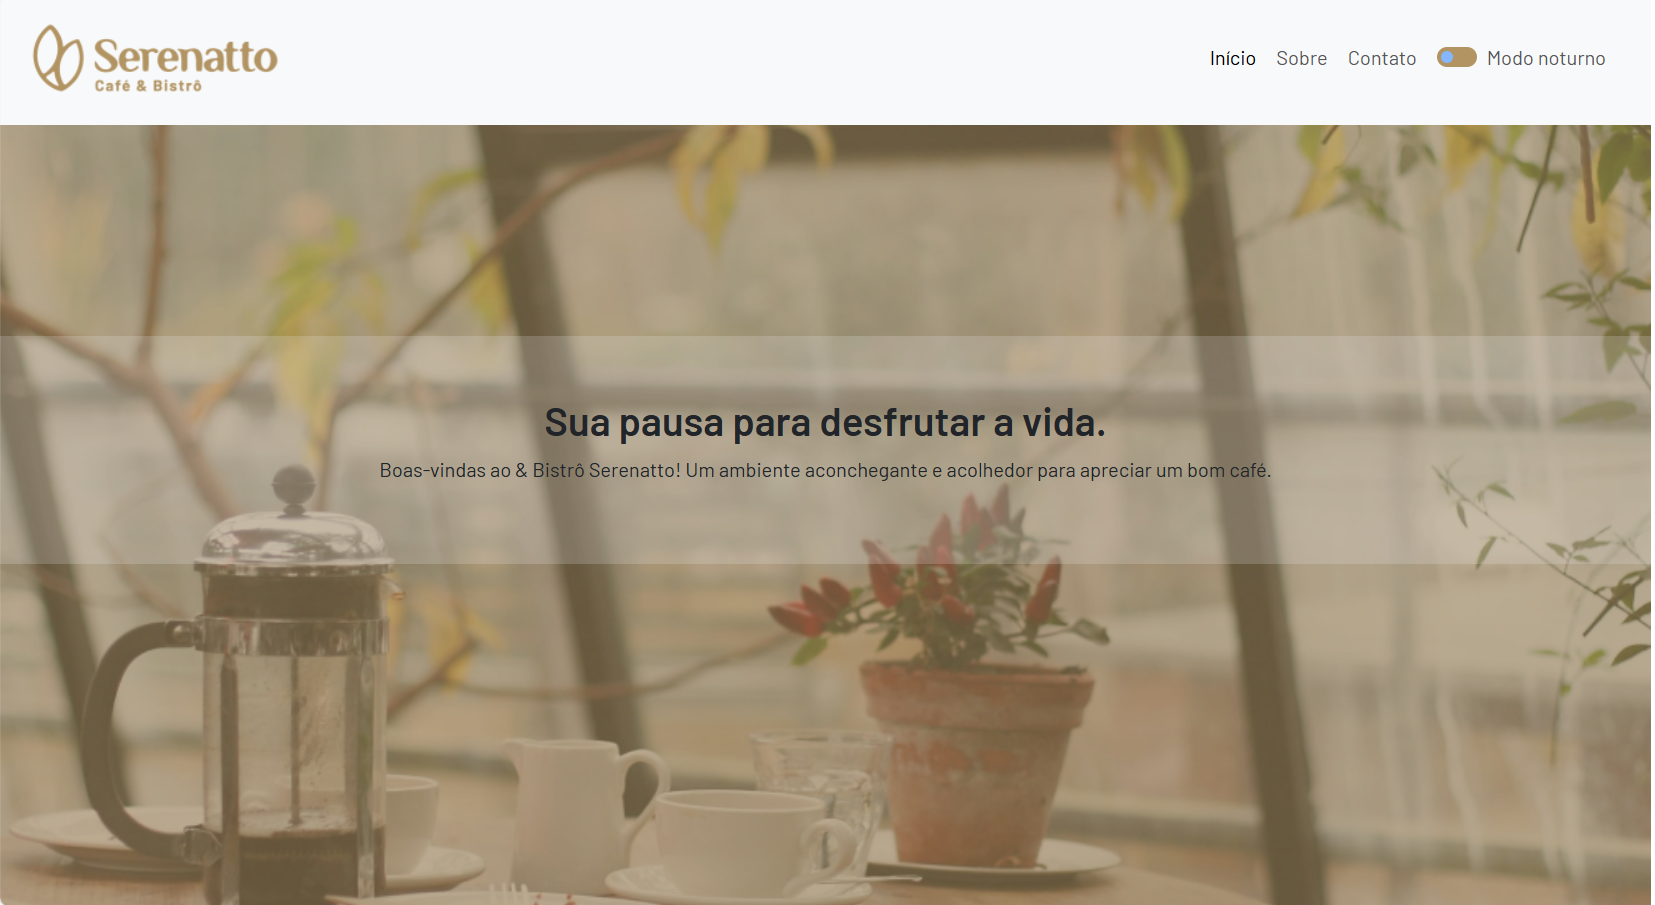 Serenatto
Café & Bistrô
Início Sobre Contato Modo noturno
Sua pausa para desfrutar a vida.
Boas-vindas ao & Bistrô Serenatto! Um ambiente aconchegante e acolhedor para apreciar um bom café.